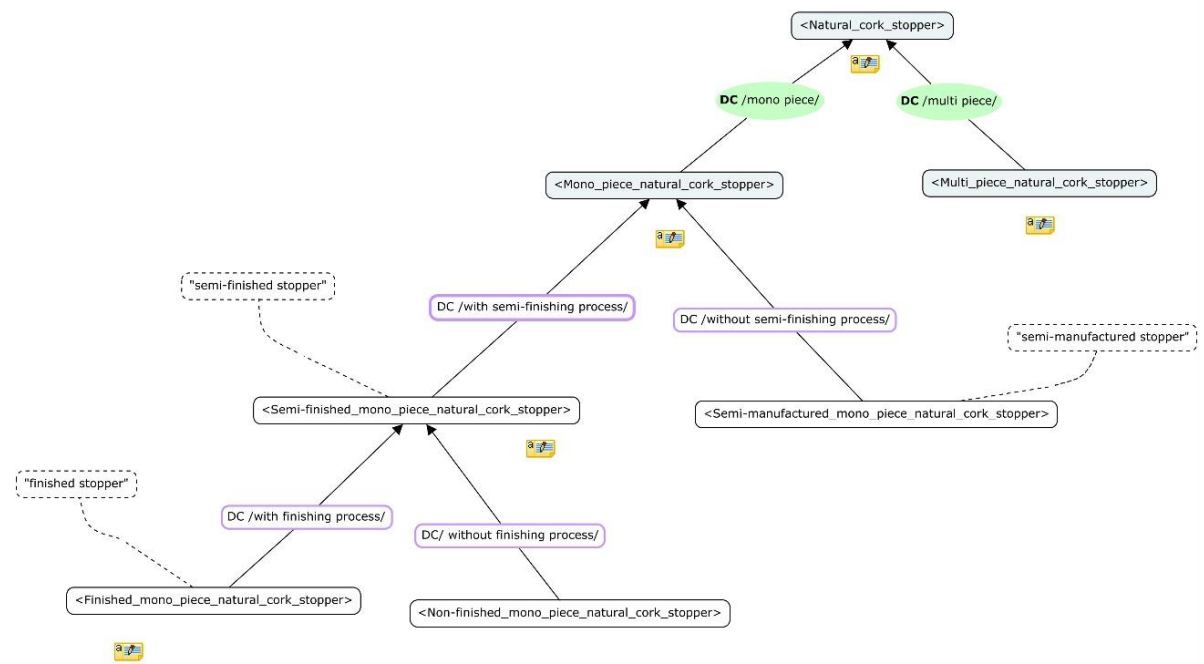 <Natural_cork_stopper>
DC /mono piece/
DC /multi piece/
<Mono_piece_natural_cork_stopper>
<Multi_piece_natural_cork_stopper>
"semi-finished stopper"
DC /with semi-finishing process/
DC /without semi-finishing process/
"semi-manufactured stopper"
<Semi-finished_mono_piece_natural_cork_stopper>
<Semi-manufactured_mono_piece_natural_cork_stopper>
"finished stopper"
DC /with finishing process/
DC/ without finishing process/
<Finished_mono_piece_natural_cork_stopper>
<Non-finished_mono_piece_natural_cork_stopper>